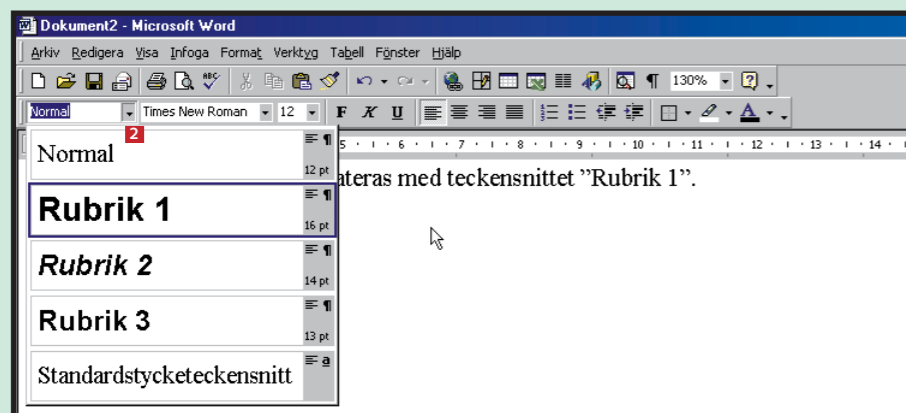 Dokument2 - Microsoft Word
Arkiv Redigera Visa Infoga Format Verktyg Tabell Fönster Hjälp
ABC ¶ 130%
Normal Times New Roman 12 F K U A
2
5 6 7 8 9 10 11 12 13 14
Normal ¶ 12 pt
ateras med teckensnittet ”Rubrik 1”.
Rubrik 1 ¶ 16 pt
Rubrik 2 ¶ 14 pt
Rubrik 3 ¶ 13 pt
Standardstycketeckensnitt a